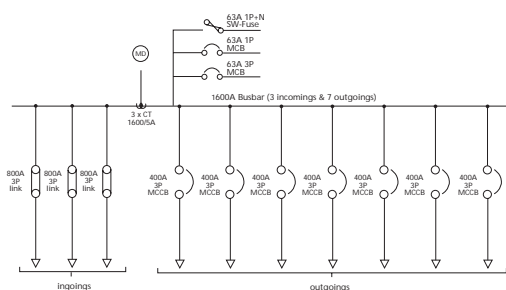 63A 1P+N
SW-Fuse
63A 1P
MCB
63A 3P
MCB
MD
1600A Busbar (3 incomings & 7 outgoings)
3 x CT
1600/5A
800A
3P
link
800A
3P
link
800A
3P
link
400A
3P
MCCB
400A
3P
MCCB
400A
3P
MCCB
400A
3P
MCCB
400A
3P
MCCB
400A
3P
MCCB
400A
3P
MCCB
ingoings
outgoings